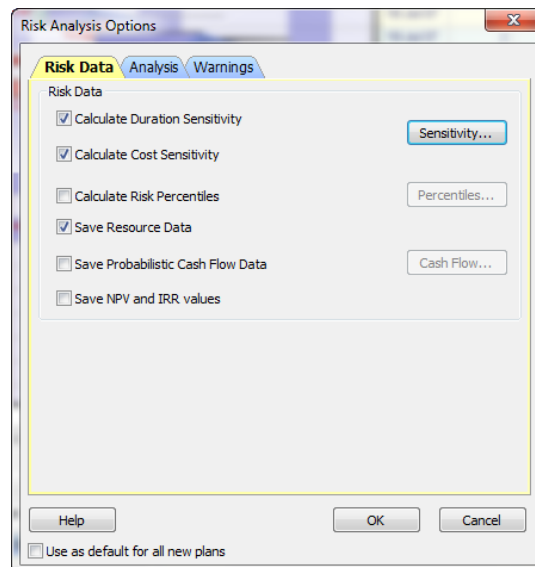 Risk Analysis Options
Risk Data Analysis Warnings
Risk Data
Calculate Duration Sensitivity
Sensitivity...
Calculate Cost Sensitivity
Calculate Risk Percentiles
Percentiles...
Save Resource Data
Save Probabilistic Cash Flow Data
Cash Flow...
Save NPV and IRR values
Help
OK
Cancel
Use as default for all new plans